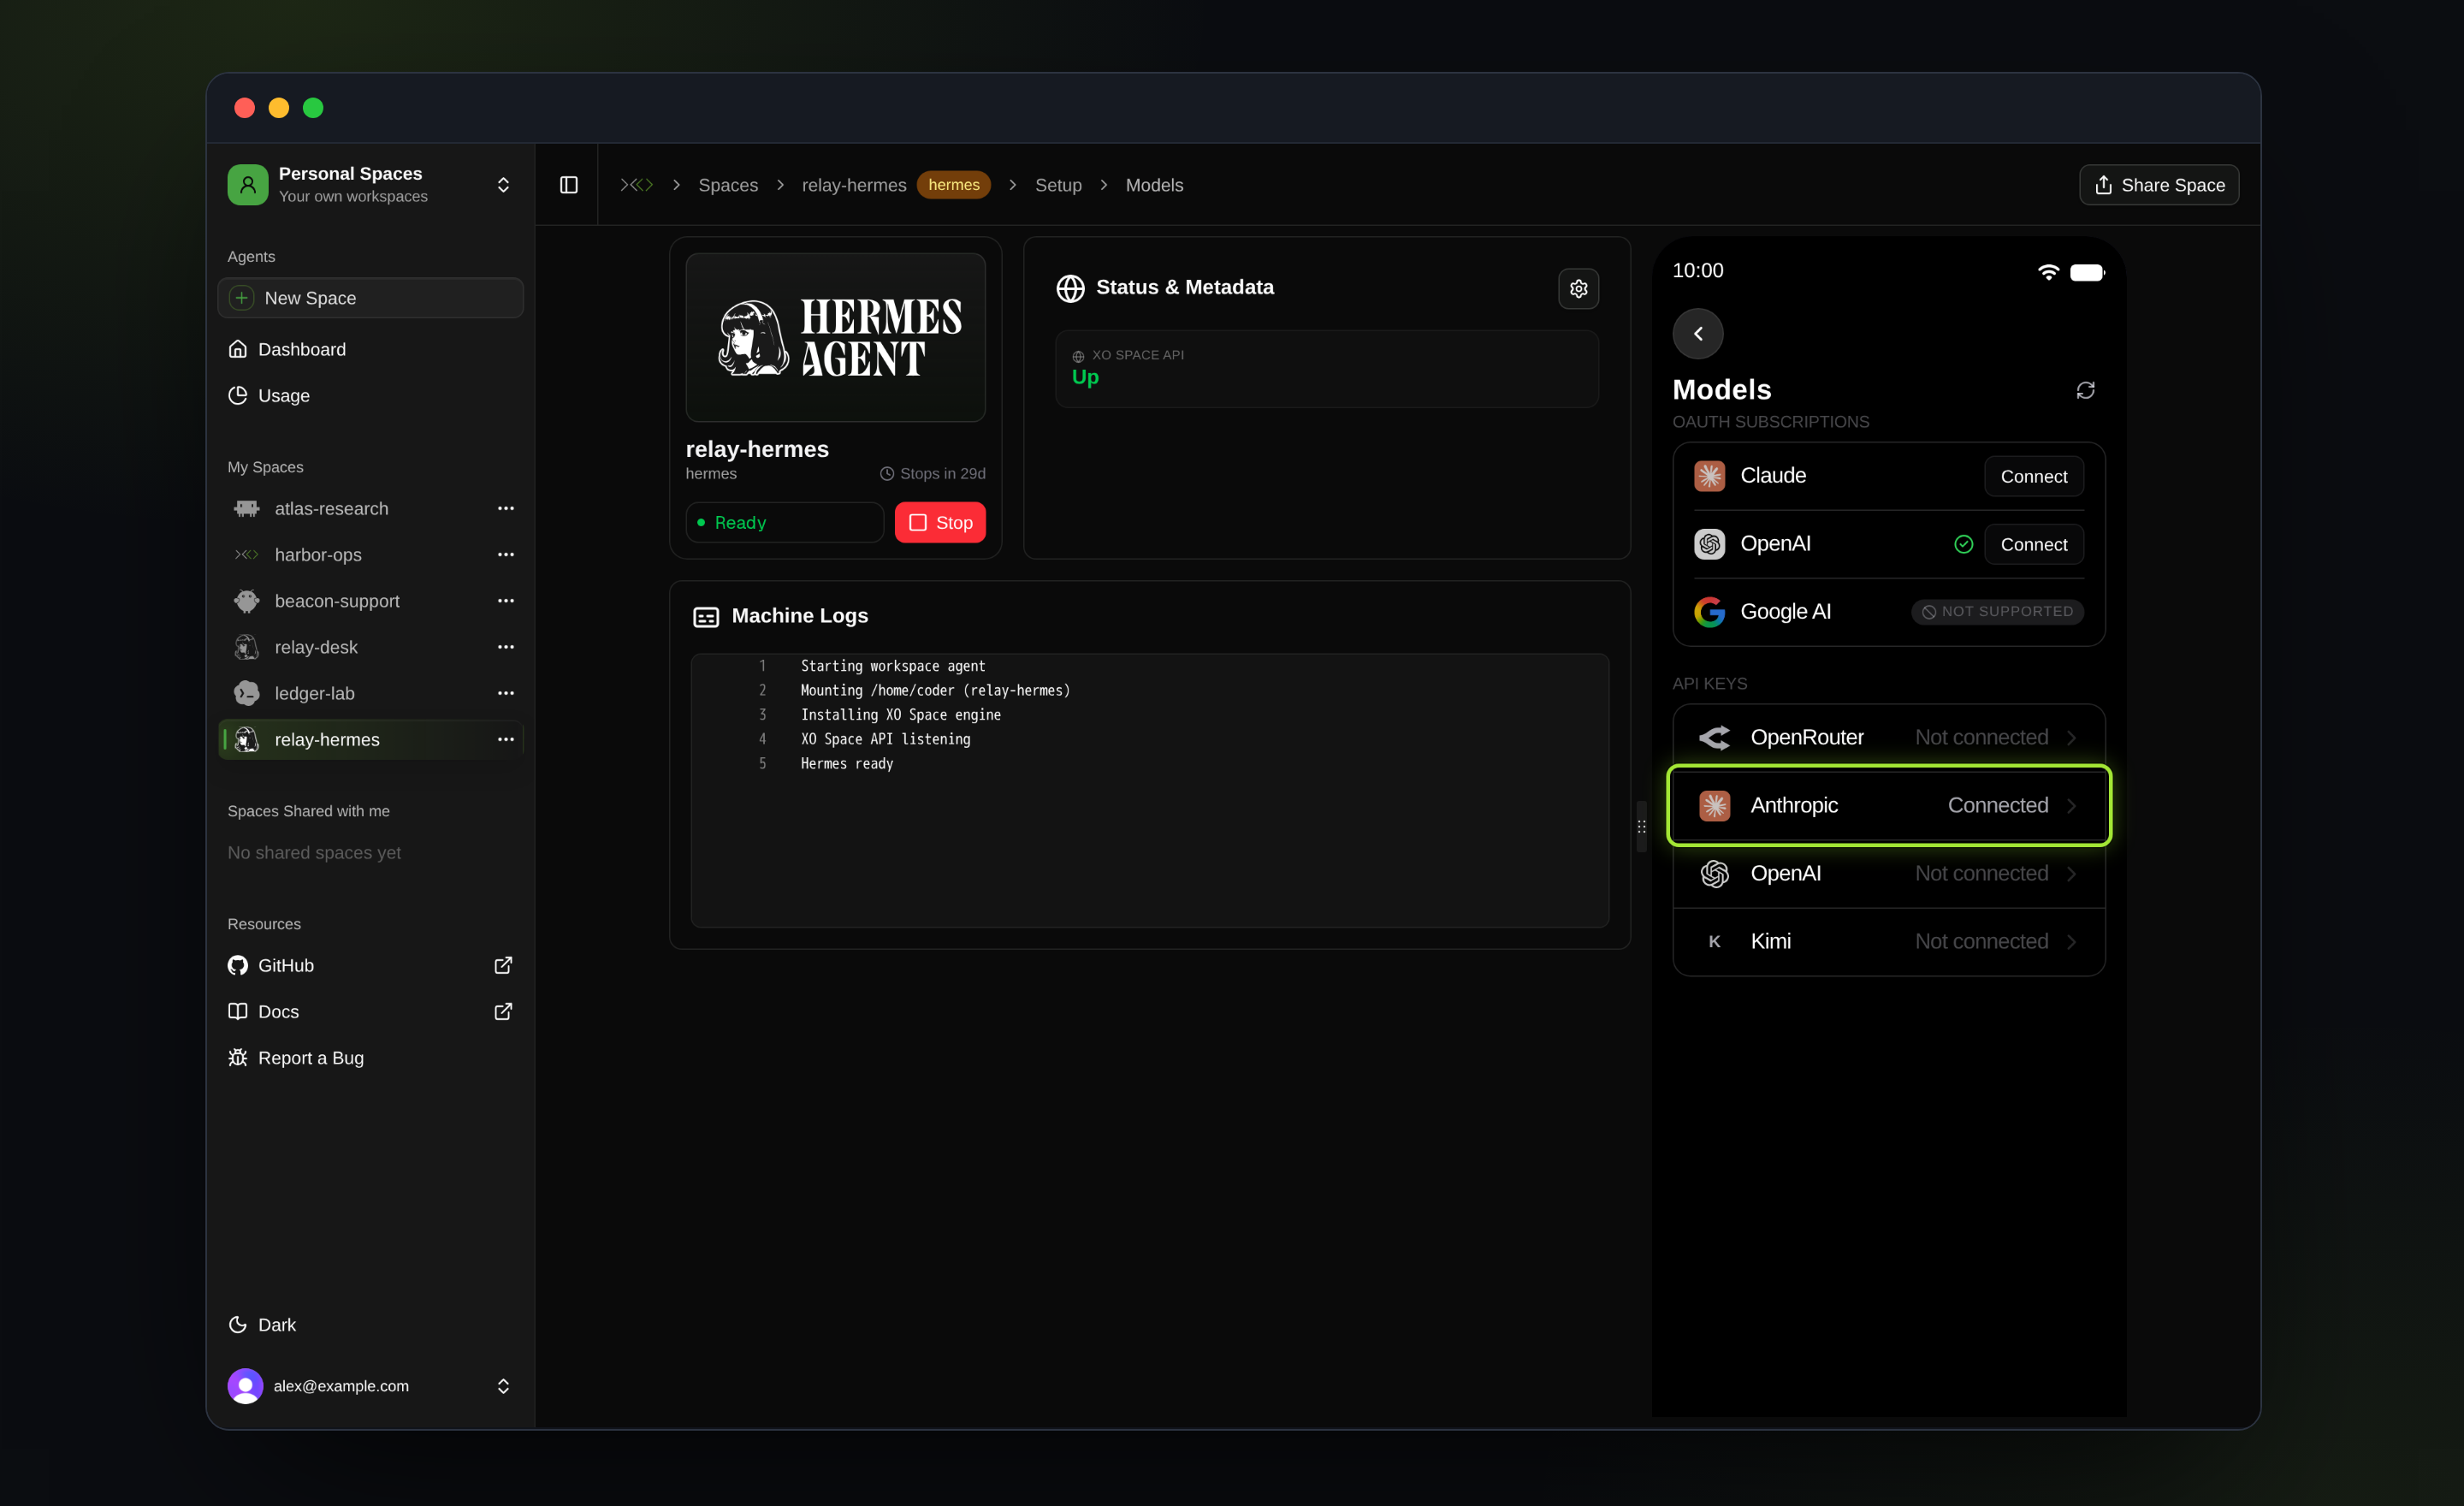 Personal Spaces
Your own workspaces
Agents
New Space
Dashboard
Usage
My Spaces
atlas-research
harbor-ops
beacon-support
relay-desk
ledger-lab
relay-hermes
Spaces Shared with me
No shared spaces yet
Resources
GitHub
Docs
Report a Bug
Dark
alex@example.com
Spaces relay-hermes hermes Setup Models
Share Space
HERMES
AGENT
relay-hermes
hermes Stops in 29d
Ready Stop
Status & Metadata
XO SPACE API
Up
Machine Logs
1 Starting workspace agent
2 Mounting /home/coder (relay-hermes)
3 Installing XO Space engine
4 XO Space API listening
5 Hermes ready
10:00
Models
OAUTH SUBSCRIPTIONS
Claude Connect
OpenAI Connect
Google AI NOT SUPPORTED
API KEYS
OpenRouter Not connected
Anthropic Connected
OpenAI Not connected
K Kimi Not connected